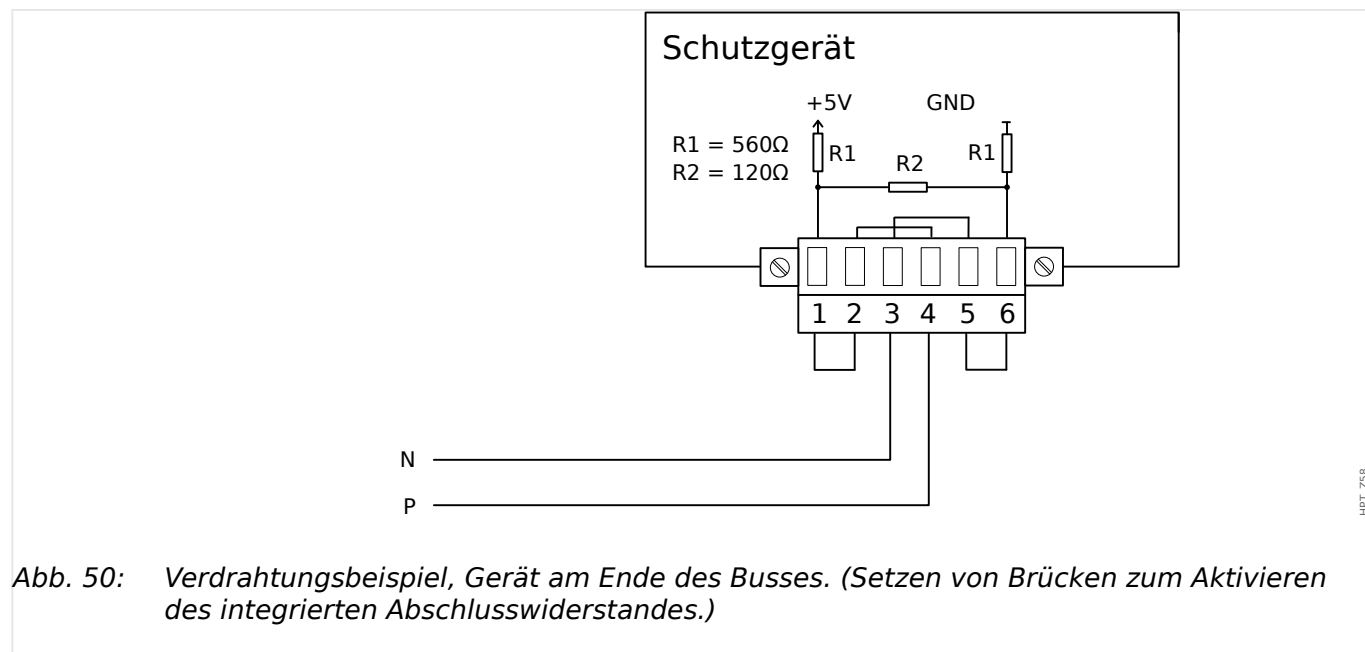 Schutzgerät
+5V GND
R1 = 560Ω
R2 = 120Ω
R1 R2 R1
1 2 3 4 5 6
N
P
HPT_Z58
Abb. 50: Verdrahtungsbeispiel, Gerät am Ende des Busses. (Setzen von Brücken zum Aktivieren
des integrierten Abschlusswiderstandes.)